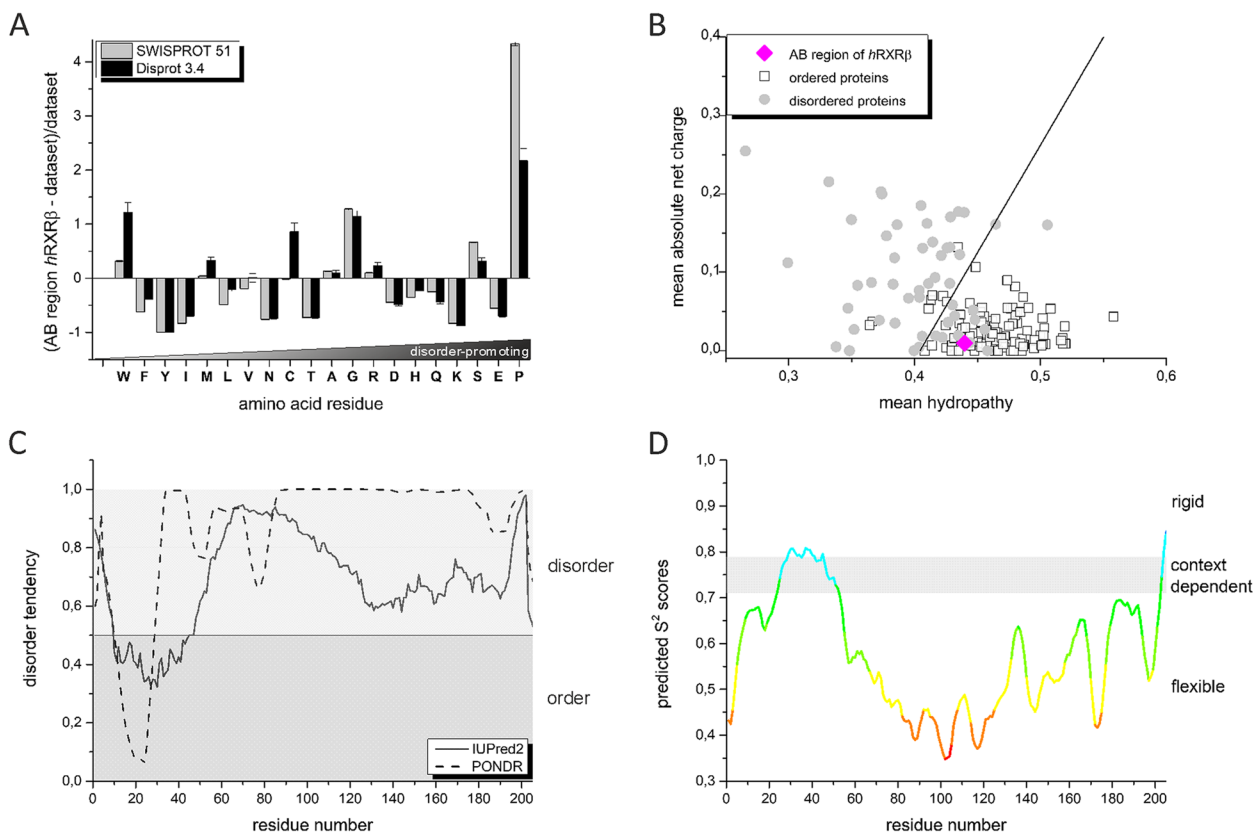 A
SWISPROT 51
Disprot 3.4
(AB region hRXRβ - dataset)/dataset
4
3
2
1
0
-1
disorder-promoting
W F Y I M L V N C T A G R D H Q K S E P
amino acid residue
B
AB region of hRXRβ
ordered proteins
disordered proteins
mean absolute net charge
0,4
0,3
0,2
0,1
0,0
0,3 0,4 0,5 0,6
mean hydropathy
C
disorder tendency
1,0
0,8
0,6
0,4
0,2
0,0
disorder
order
IUPred2
PONDR
0 20 40 60 80 100 120 140 160 180 200
residue number
D
predicted S² scores
1,0
0,9
0,8
0,7
0,6
0,5
0,4
0,3
rigid
context
dependent
flexible
0 20 40 60 80 100 120 140 160 180 200
residue number